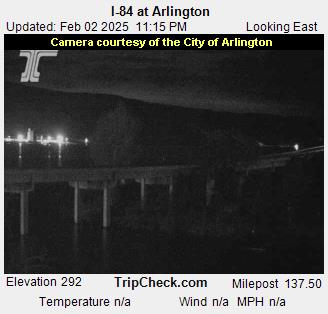 I-84 at Arlington
Updated: Feb 02 2025 11:15 PM Looking East
Camera courtesy of the City of Arlington
Elevation 292 TripCheck.com Milepost 137.50
Temperature n/a Wind n/a MPH n/a